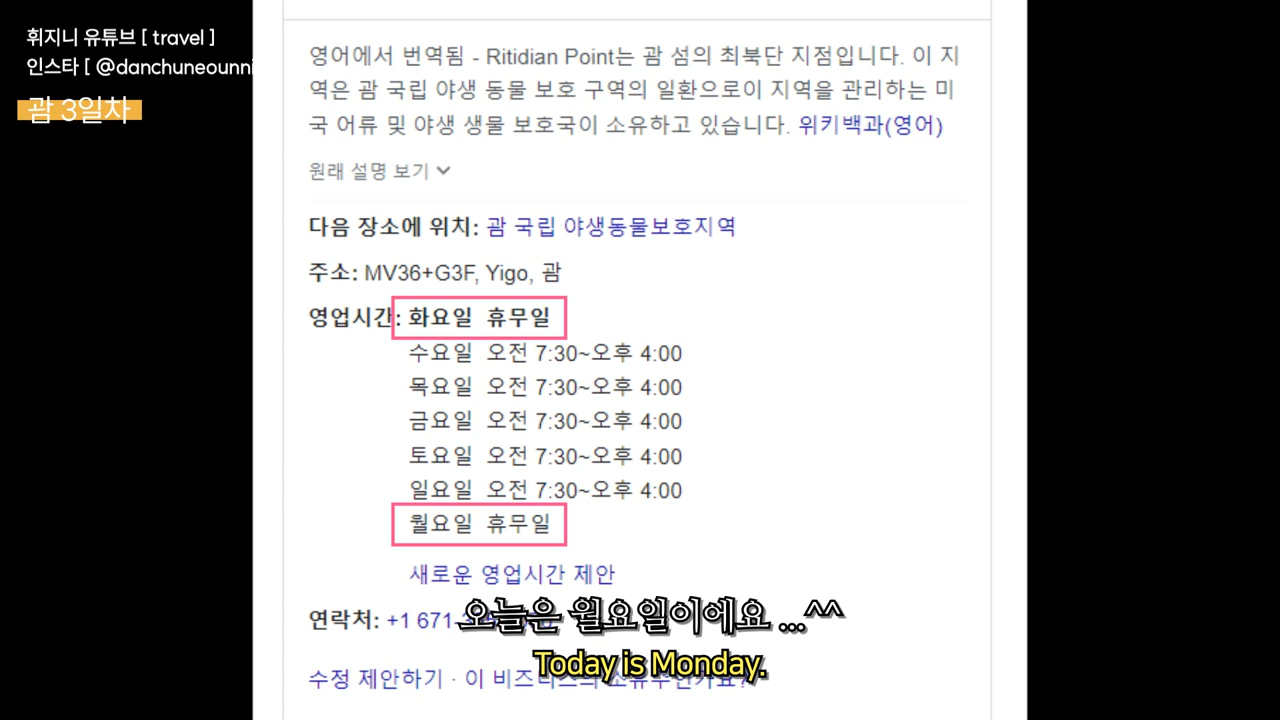 휘지니 유튜브 [ travel ]
인스타 [ @danchuneounni
괌 3일차
영어에서 번역됨 - Ritidian Point는 괌 섬의 최북단 지점입니다. 이 지
역은 괌 국립 야생 동물 보호 구역의 일환으로이 지역을 관리하는 미
국 어류 및 야생 생물 보호국이 소유하고 있습니다. 위키백과(영어)
원래 설명 보기
다음 장소에 위치: 괌 국립 야생동물보호지역
주소: MV36+G3F, Yigo, 괌
영업시간: 화요일 휴무일
수요일 오전 7:30~오후 4:00
목요일 오전 7:30~오후 4:00
금요일 오전 7:30~오후 4:00
토요일 오전 7:30~오후 4:00
일요일 오전 7:30~오후 4:00
월요일 휴무일
새로운 영업시간 제안
연락처: +1 671-
오늘은 월요일이에요 ...^^
Today is Monday.
수정 제안하기 · 이